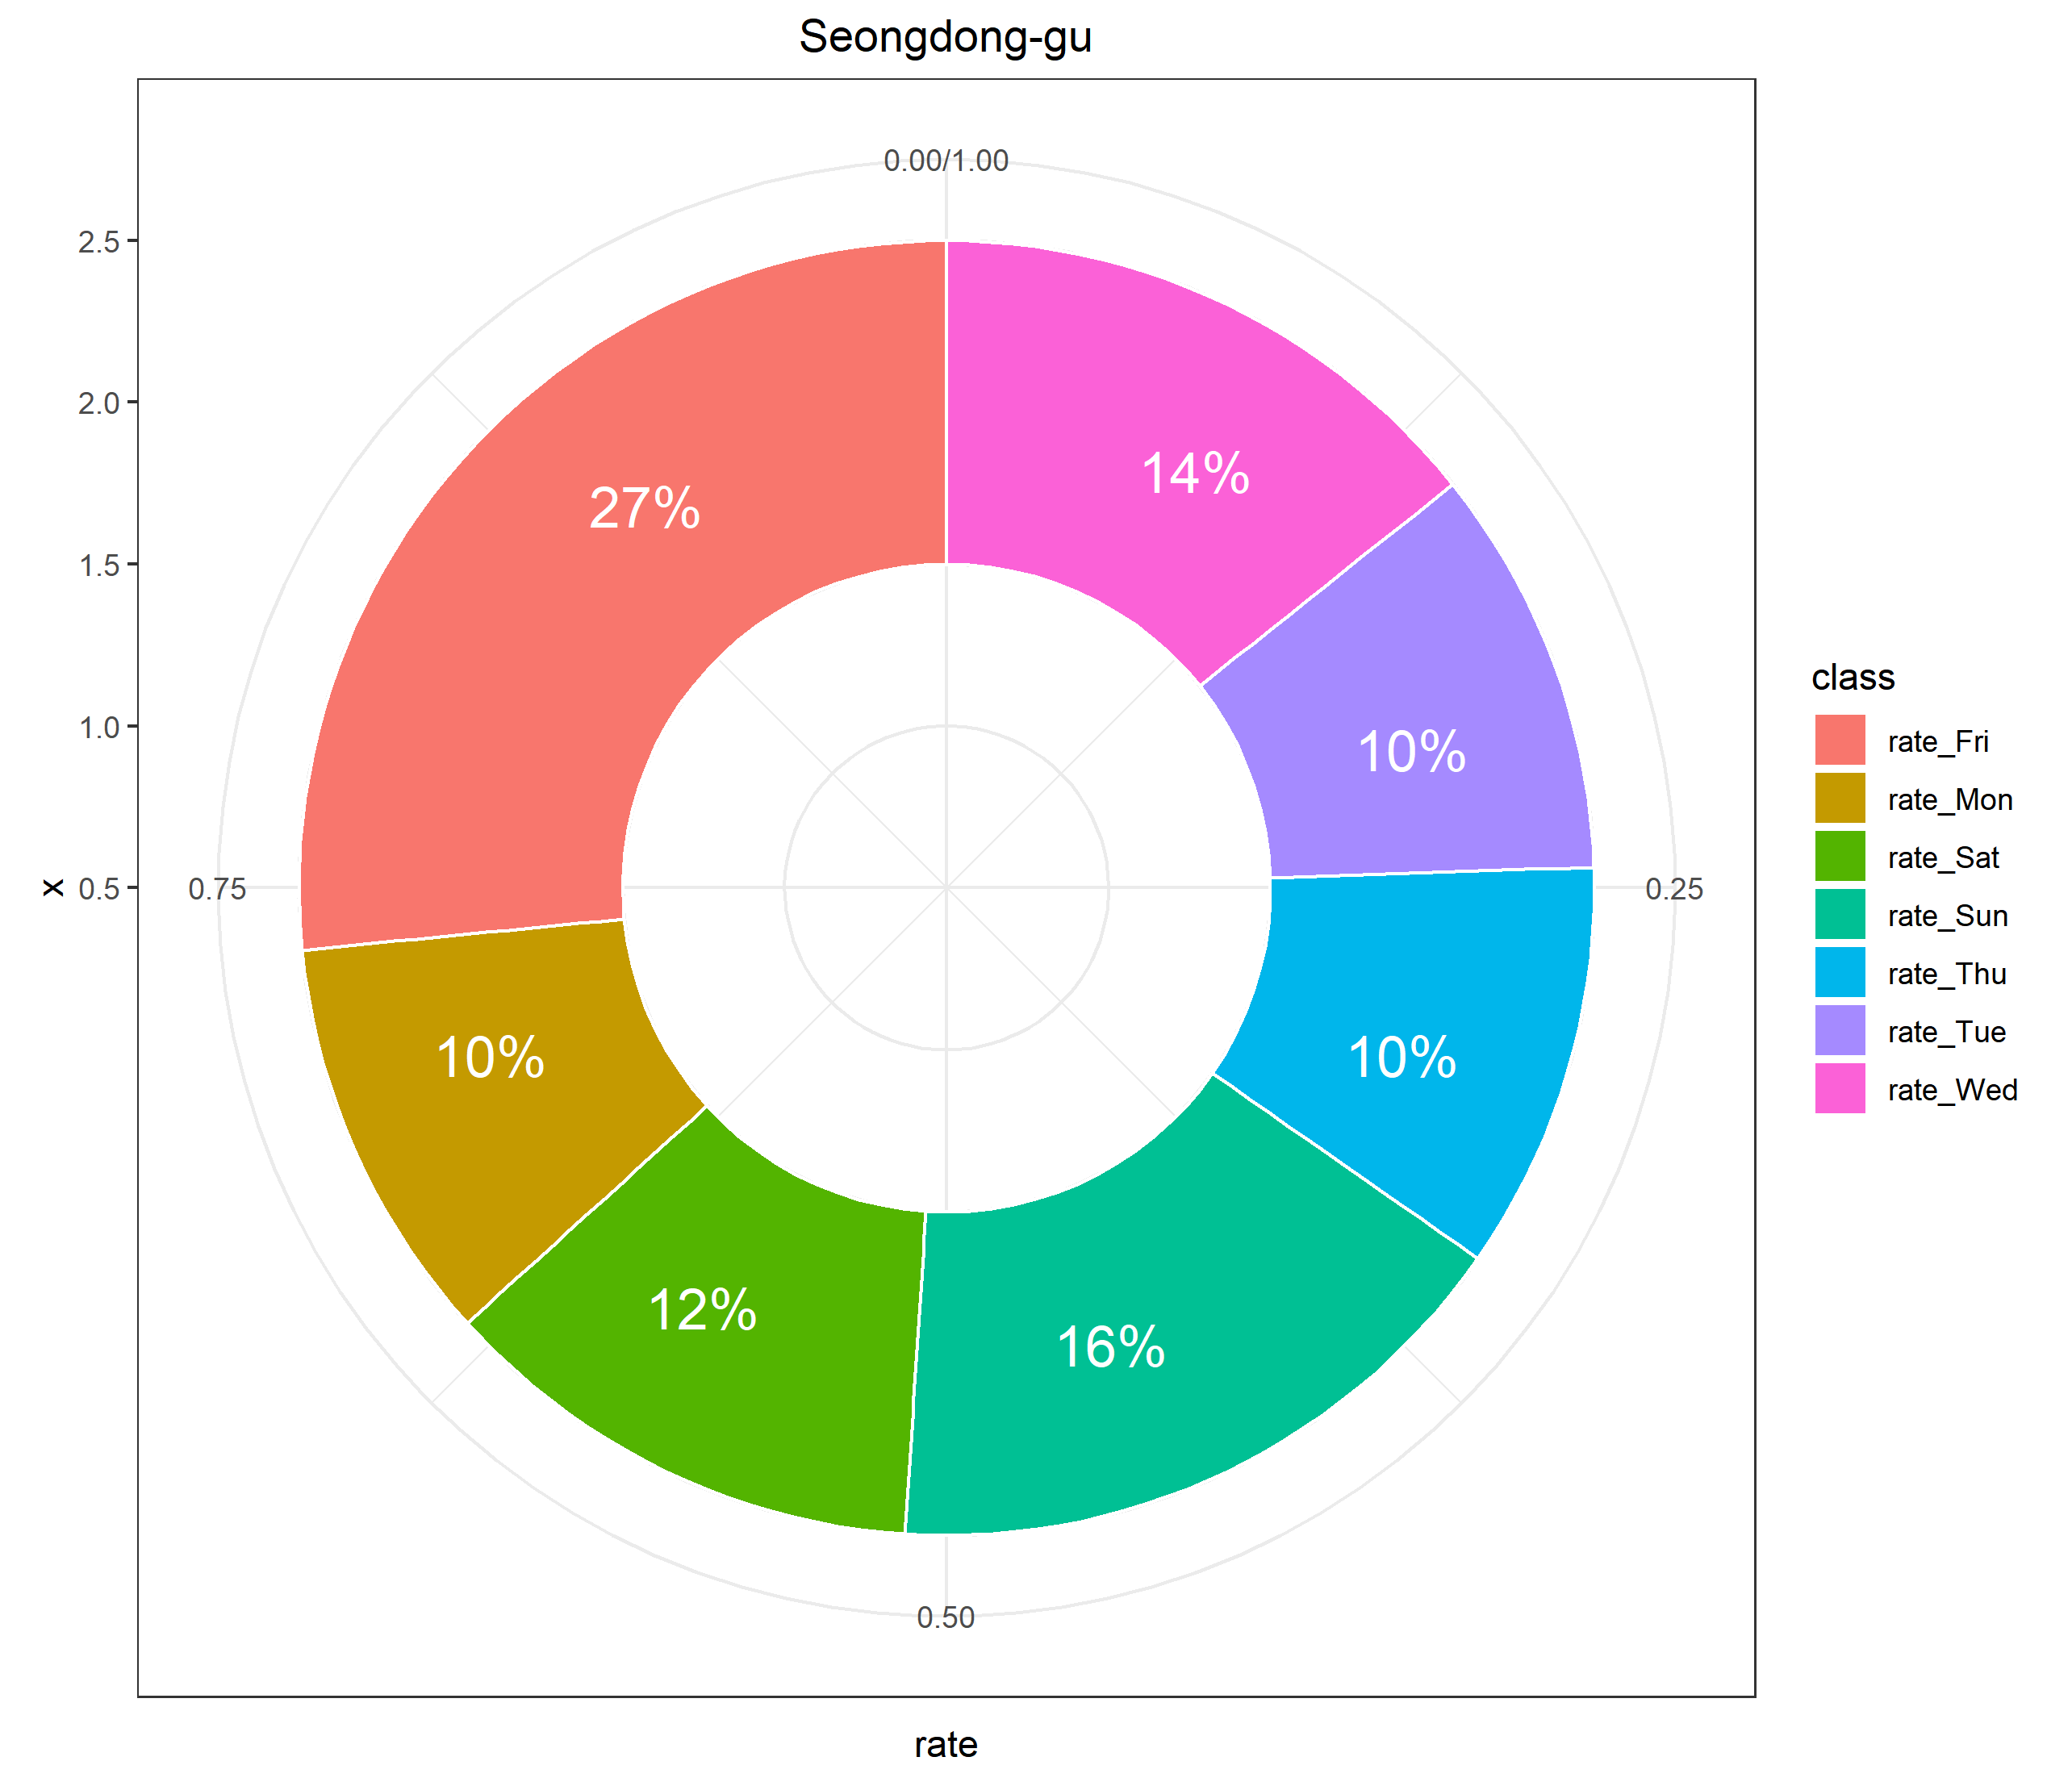 Seongdong-gu
0.00/1.00
2.5
2.0
1.5
1.0
0.5
x
0.75
0.25
0.50
27%
14%
10%
10%
10%
12%
16%
rate
class
rate_Fri
rate_Mon
rate_Sat
rate_Sun
rate_Thu
rate_Tue
rate_Wed